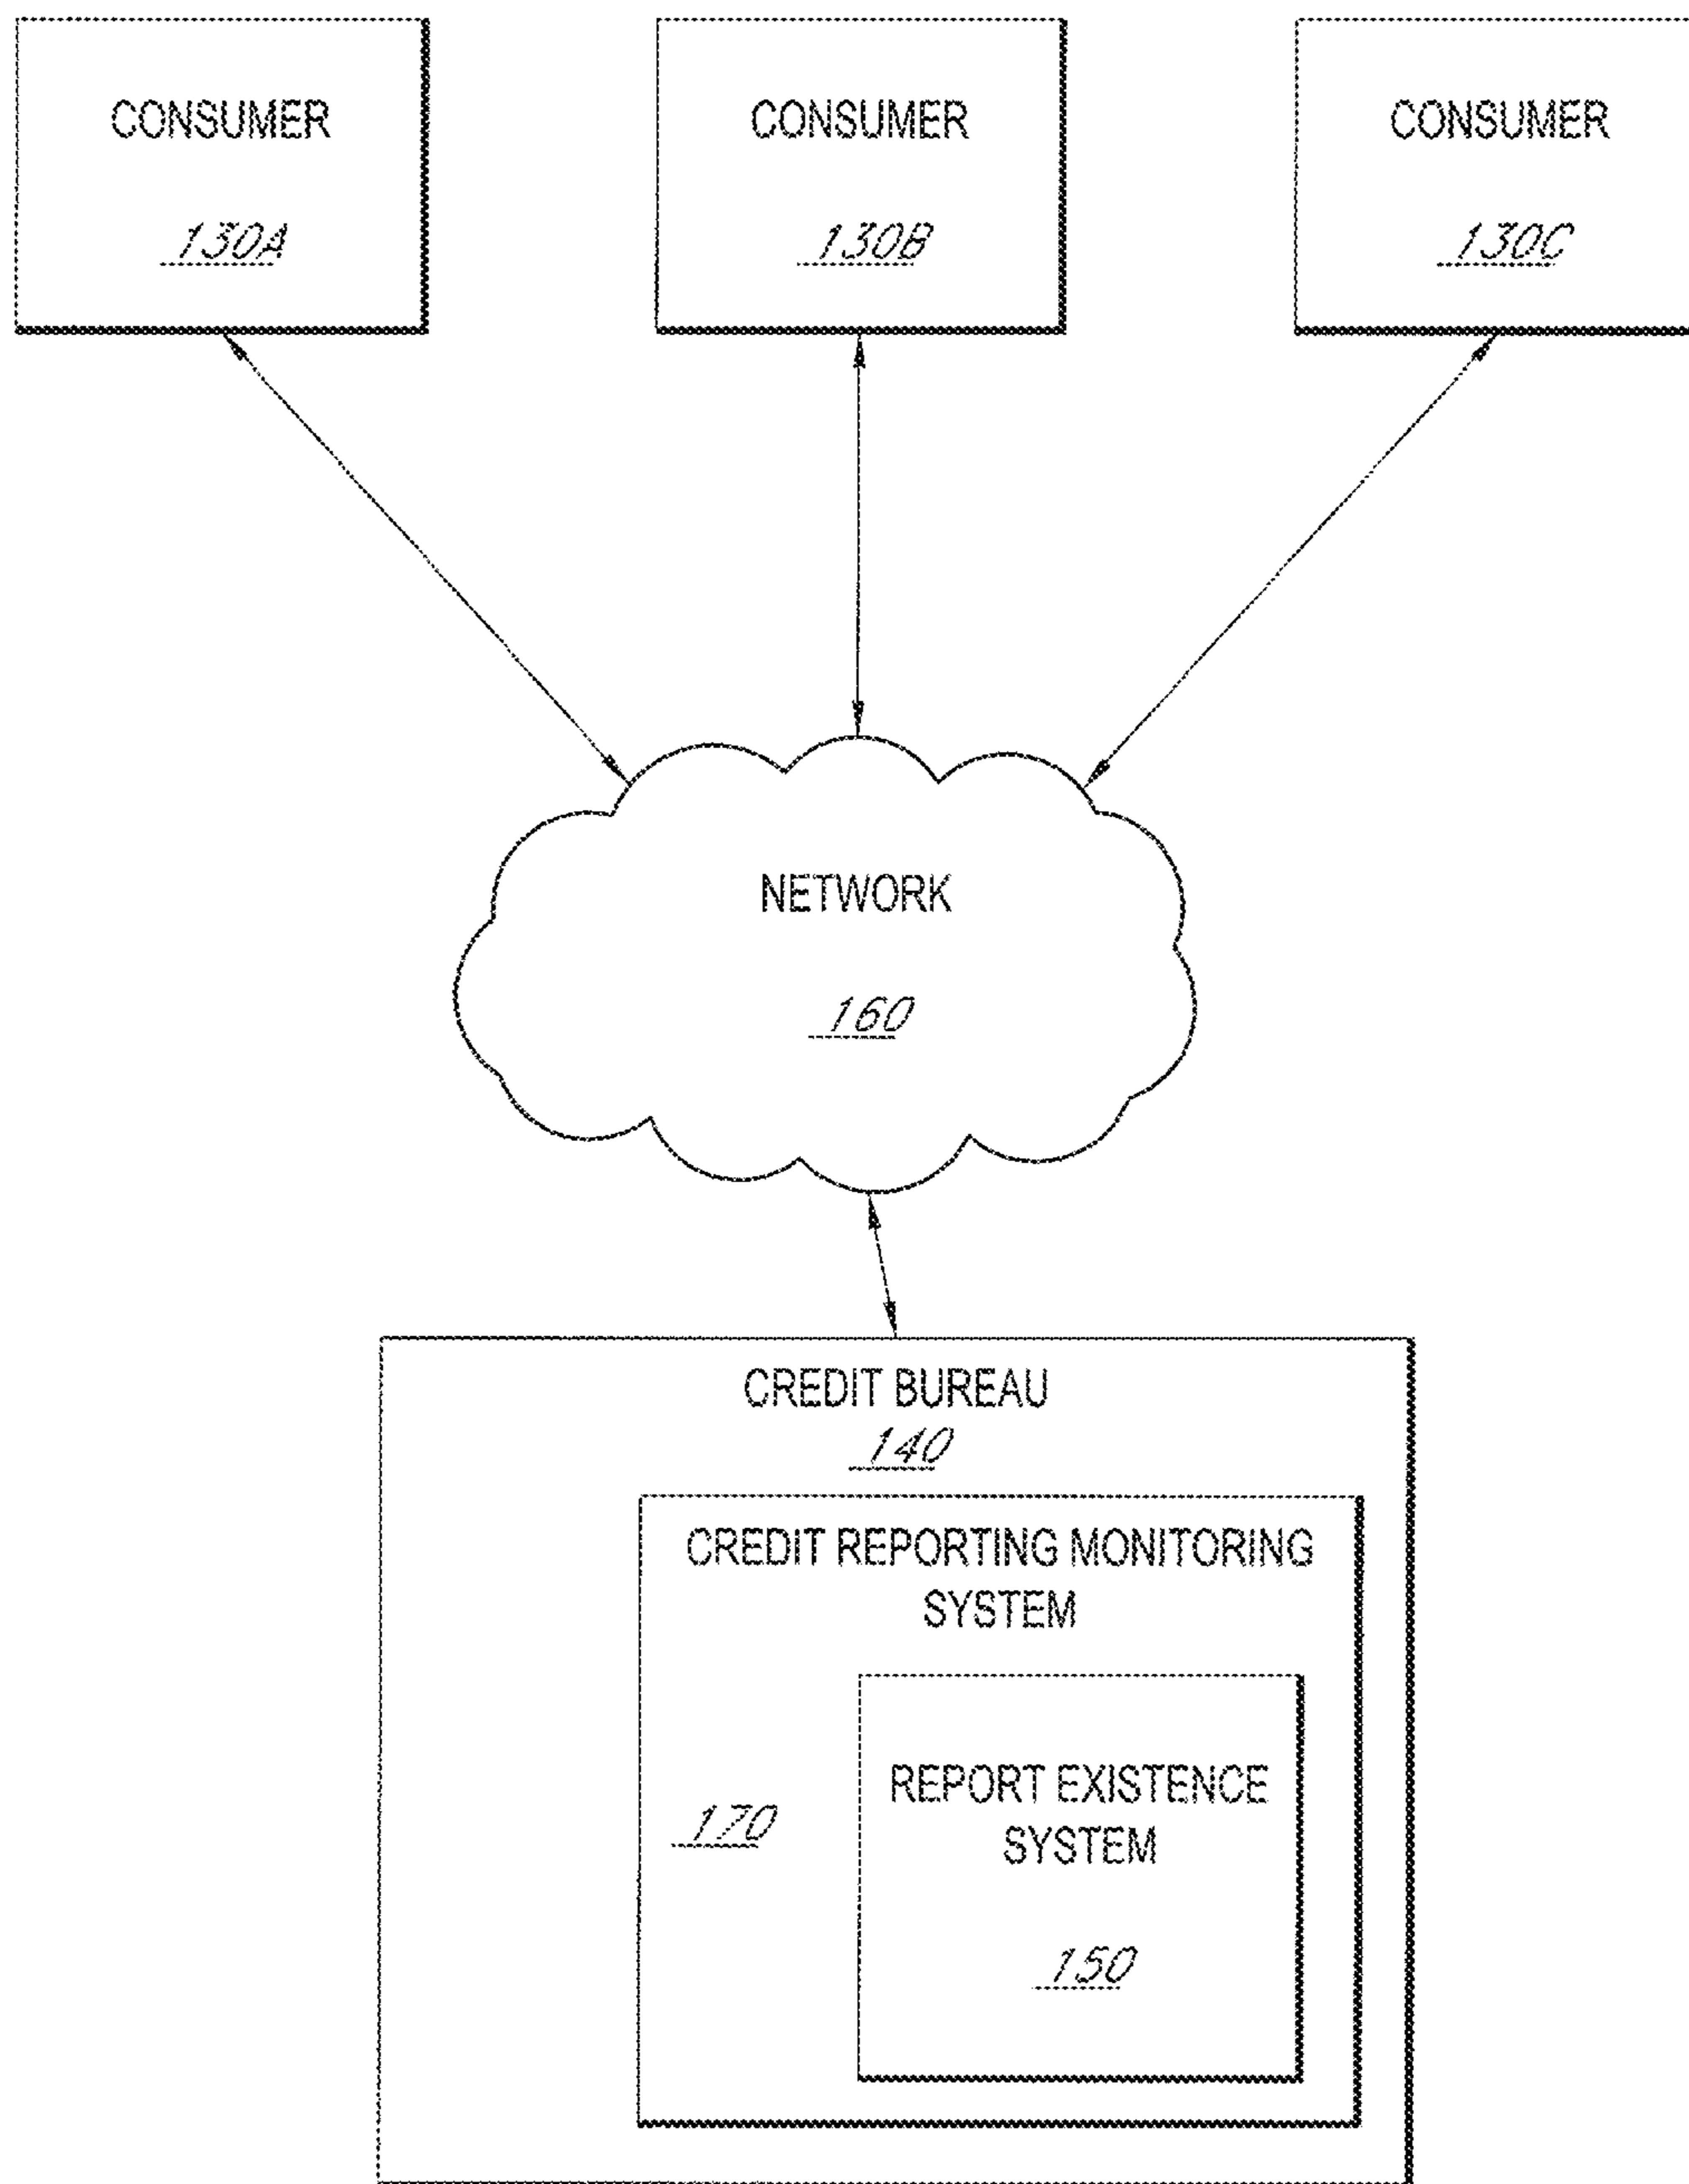 CONSUMER
130A
CONSUMER
130B
CONSUMER
130C
NETWORK
160
CREDIT BUREAU
140
CREDIT REPORTING MONITORING
SYSTEM
170
REPORT EXISTENCE
SYSTEM
150